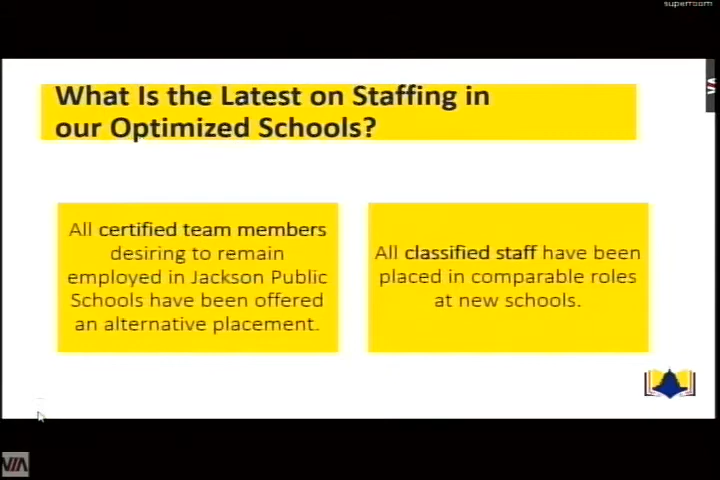 superroom
What Is the Latest on Staffing in
our Optimized Schools?
All certified team members
desiring to remain
employed in Jackson Public
Schools have been offered
an alternative placement.
All classified staff have been
placed in comparable roles
at new schools.
VIA